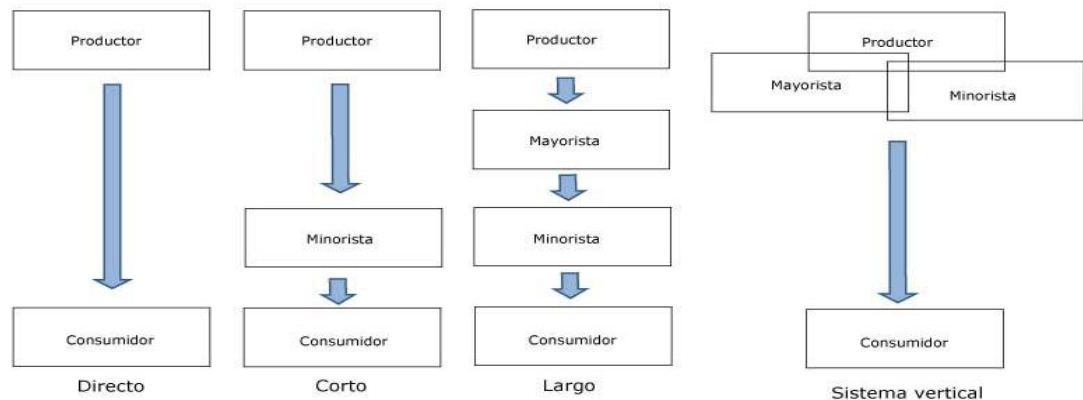 Productor
Consumidor
Directo
Productor
Minorista
Consumidor
Corto
Productor
Mayorista
Minorista
Consumidor
Largo
Productor
Mayorista
Minorista
Consumidor
Sistema vertical